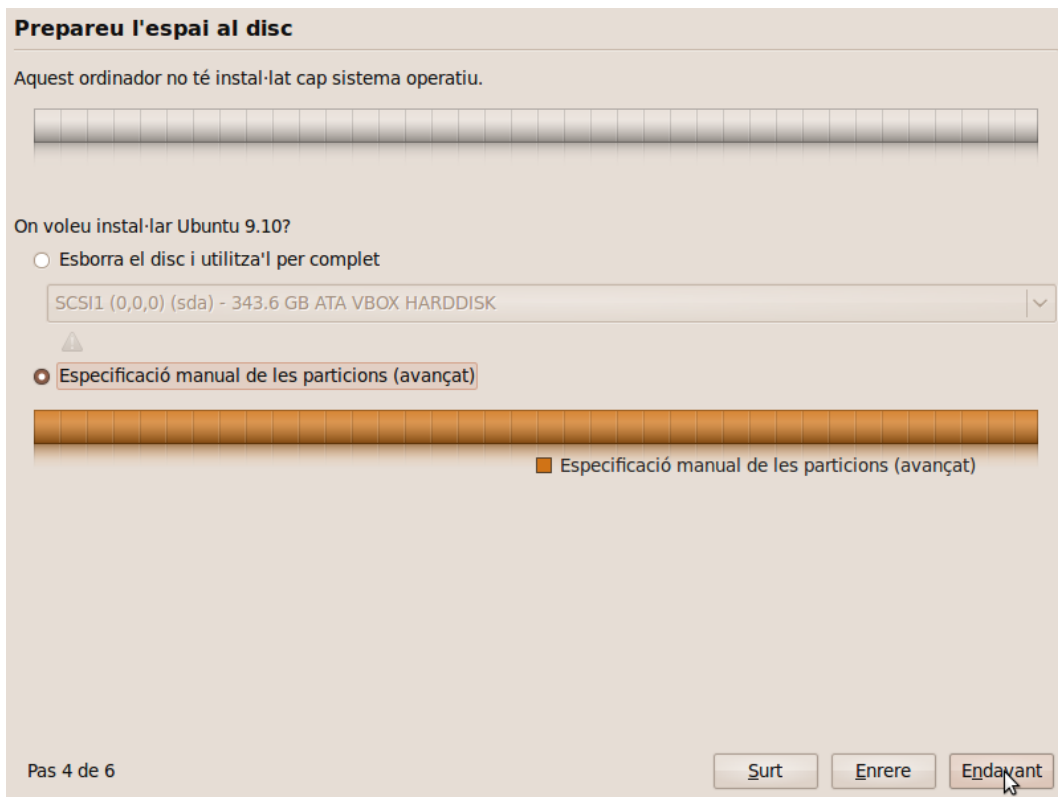 Prepareu l'espai al disc
Aquest ordinador no té instal·lat cap sistema operatiu.
On voleu instal·lar Ubuntu 9.10?
Esborra el disc i utilitza'l per complet
SCSI1 (0,0,0) (sda) - 343.6 GB ATA VBOX HARDDISK
Especificació manual de les particions (avançat)
Especificació manual de les particions (avançat)
Pas 4 de 6
Surt
Enrere
Endavant